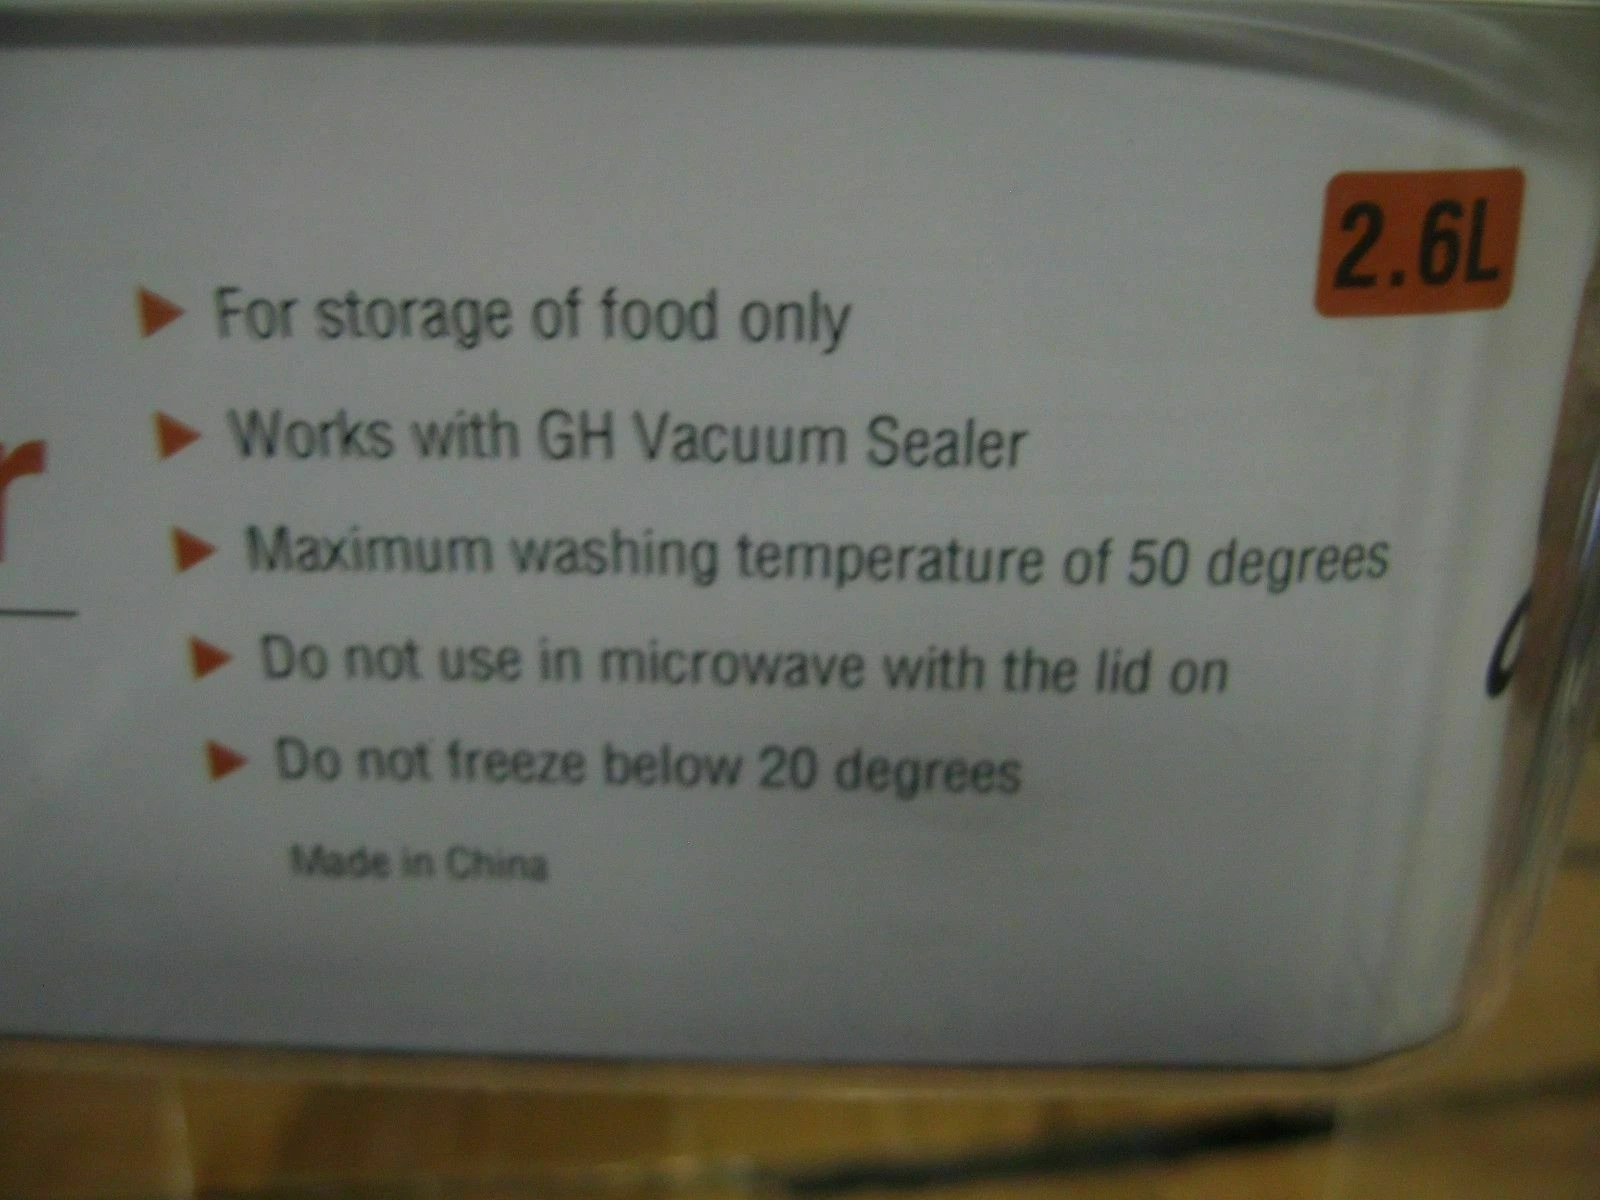 2.6L
For storage of food only
Works with GH Vacuum Sealer
Maximum washing temperature of 50 degrees
Do not use in microwave with the lid on
Do not freeze below 20 degrees
Made in China